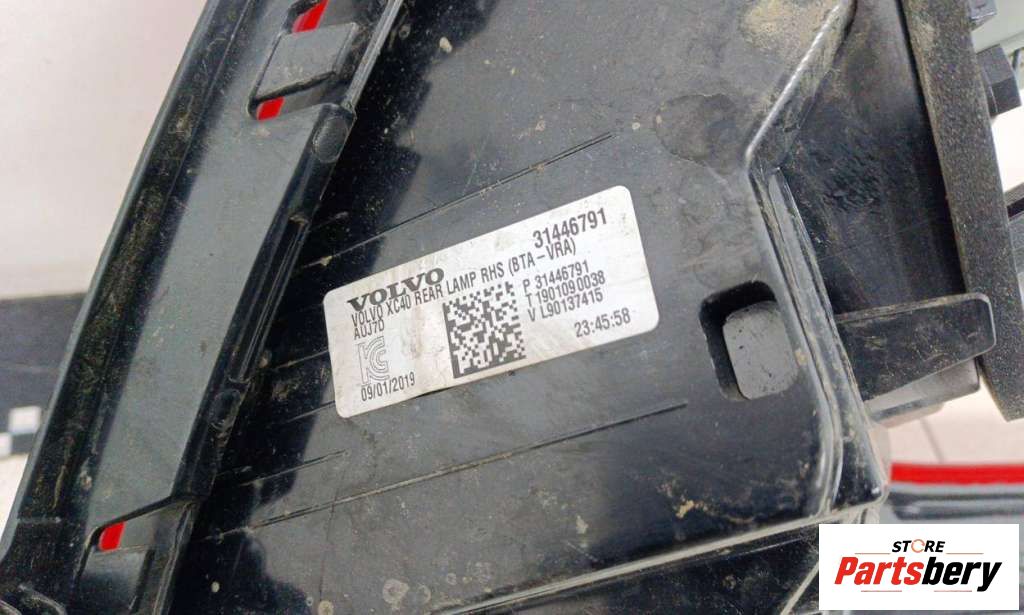 VOLVO
31446791
VOLVO XC40 REAR LAMP RHS (BTA-VRA)
AUJ7D
P 31446791
T 1901090038
V L90137415
09/01/2019
23:45:58
STORE
Partsbery